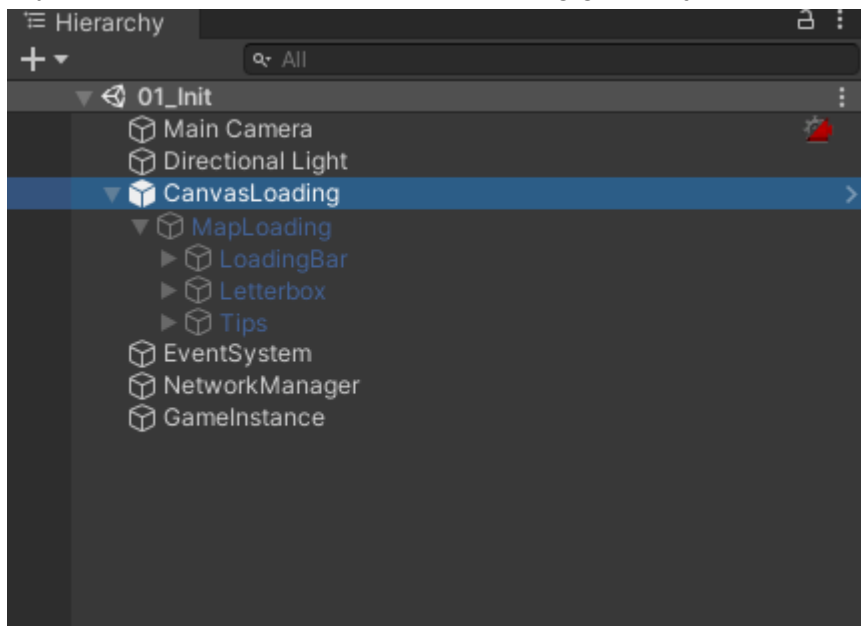 Hierarchy
All
01_Init
Main Camera
Directional Light
CanvasLoading
MapLoading
LoadingBar
Letterbox
Tips
EventSystem
NetworkManager
GameInstance